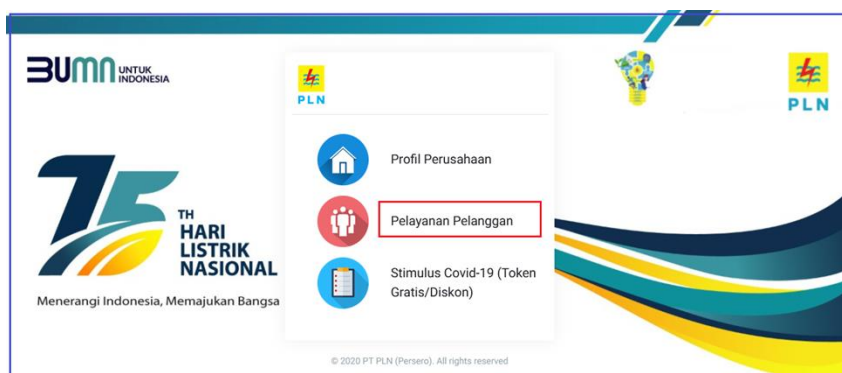 BUMN UNTUK
INDONESIA
PLN
PLN
Profil Perusahaan
Pelayanan Pelanggan
Stimulus Covid-19 (Token
Gratis/Diskon)
75 TH
HARI
LISTRIK
NASIONAL
Menerangi Indonesia, Memajukan Bangsa
© 2020 PT PLN (Persero). All rights reserved